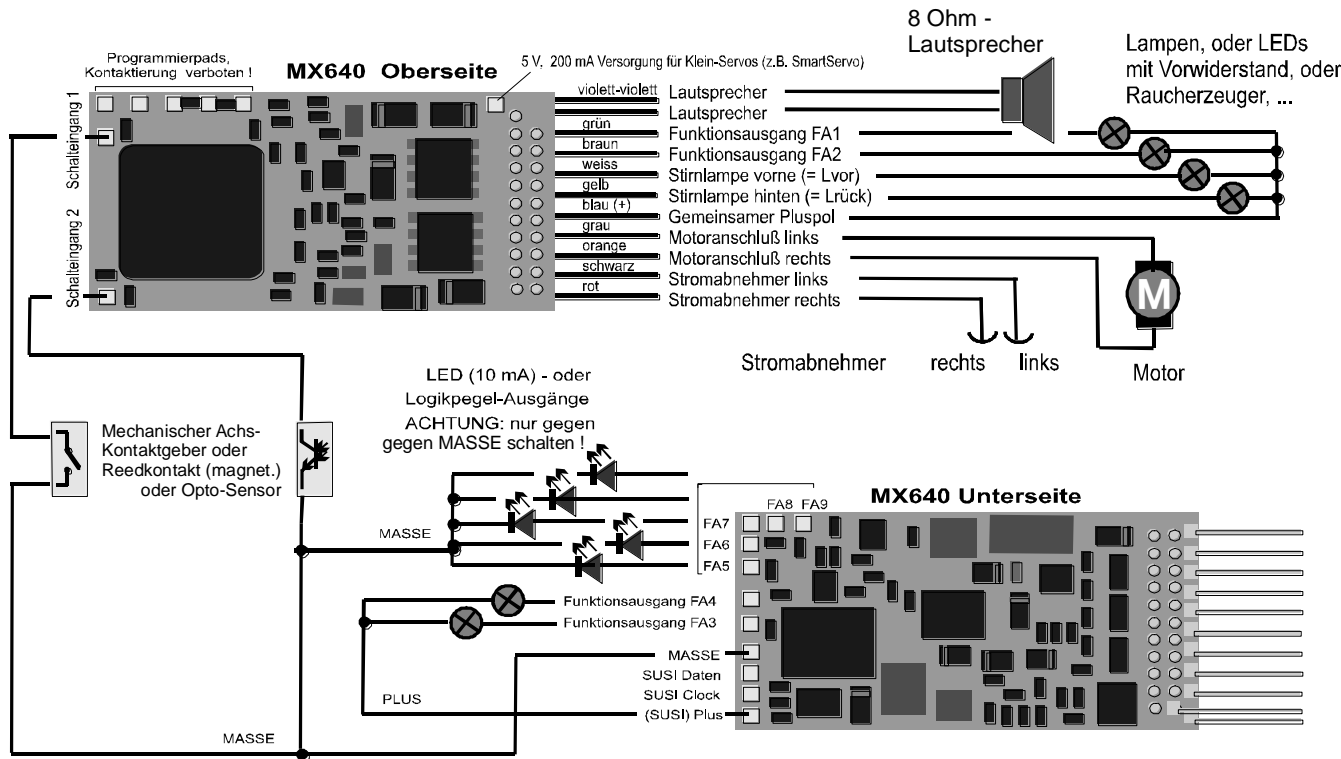 8 Ohm -
Lautsprecher
Lampen, oder LEDs
mit Vorwiderstand, oder
Raucherzeuger, ...
Programmierpads,
Kontaktierung verboten !
MX640 Oberseite
5 V, 200 mA Versorgung für Klein-Servos (z.B. SmartServo)
Schalteingang 1
Schalteingang 2
violett-violett Lautsprecher
Lautsprecher
grün
Funktionsausgang FA1
braun
Funktionsausgang FA2
weiss
Stirnlampe vorne (= Lvor)
gelb
Stirnlampe hinten (= Lrück)
blau (+)
Gemeinsamer Pluspol
grau
Motoranschluß links
orange
Motoranschluß rechts
schwarz
Stromabnehmer links
rot
Stromabnehmer rechts
M
Stromabnehmer rechts links
Motor
LED (10 mA) - oder
Logikpegel-Ausgänge
ACHTUNG: nur gegen
gegen MASSE schalten !
Mechanischer Achs-
Kontaktgeber oder
Reedkontakt (magnet.)
oder Opto-Sensor
MX640 Unterseite
FA8 FA9
FA7
FA6
FA5
MASSE
Funktionsausgang FA4
Funktionsausgang FA3
MASSE
SUSI Daten
SUSI Clock
(SUSI) Plus
PLUS
MASSE